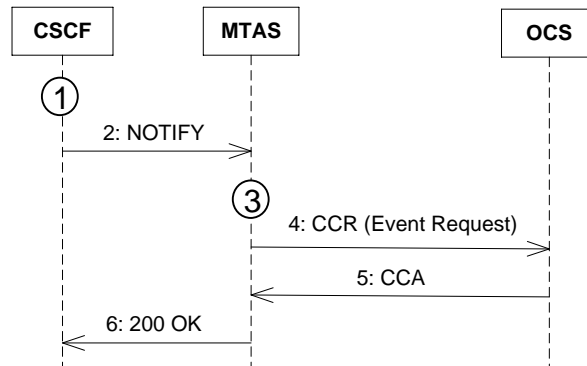 CSCF
MTAS
OCS
1
2: NOTIFY
3
4: CCR (Event Request)
5: CCA
6: 200 OK